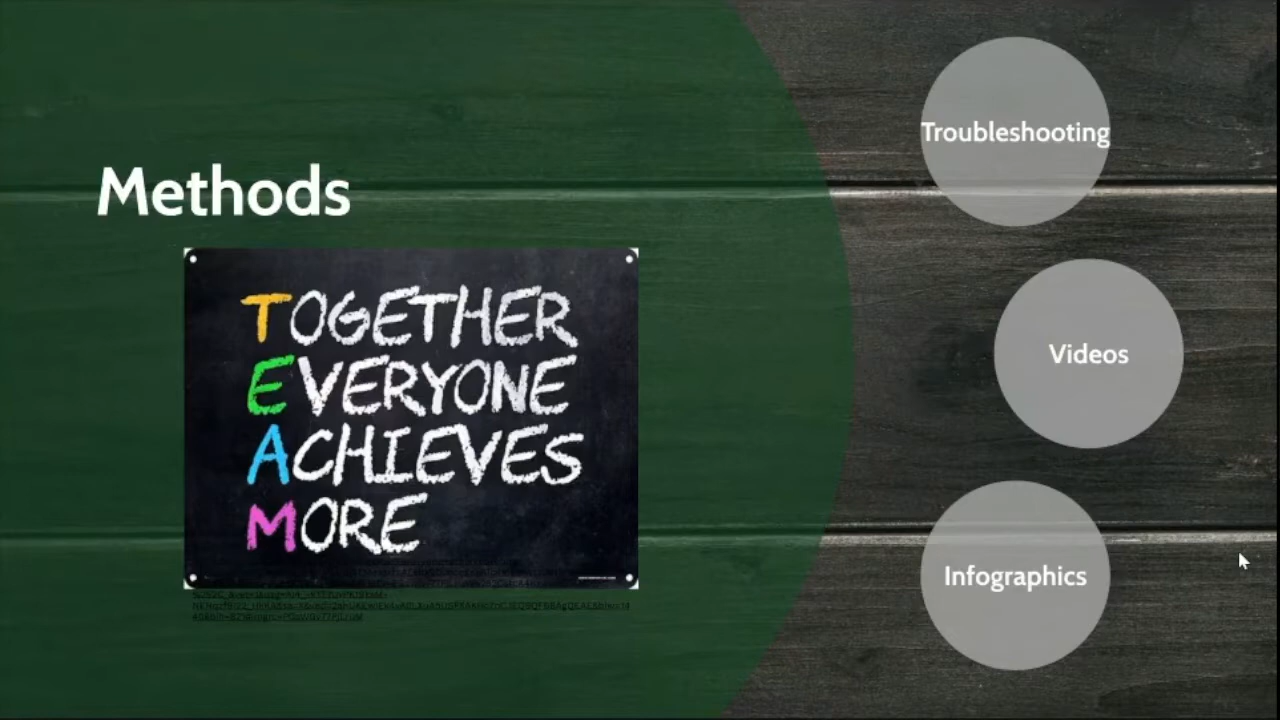 Methods
TOGETHER
EVERYONE
ACHIEVES
MORE
Troubleshooting
Videos
Infographics